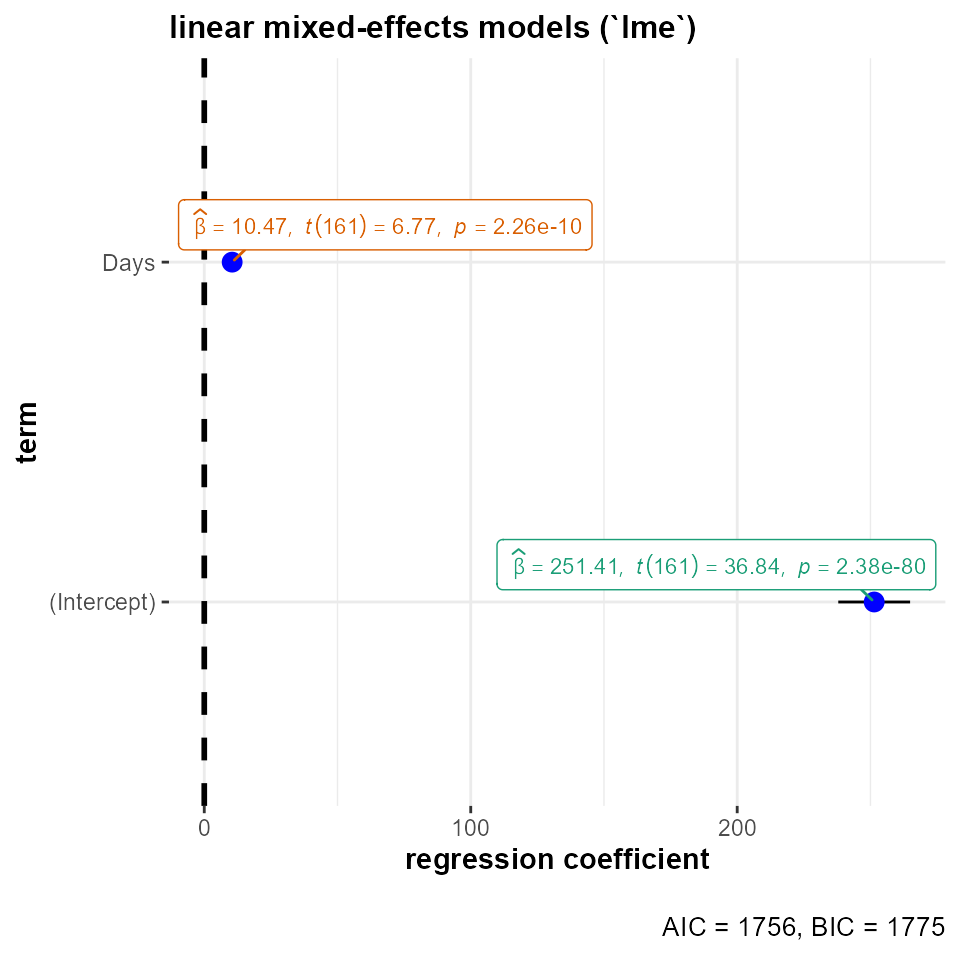 linear mixed-effects models (`lme`)
β̂ = 10.47, t(161) = 6.77, p = 2.26e-10
Days
term
β̂ = 251.41, t(161) = 36.84, p = 2.38e-80
(Intercept)
0 100 200
regression coefficient
AIC = 1756, BIC = 1775